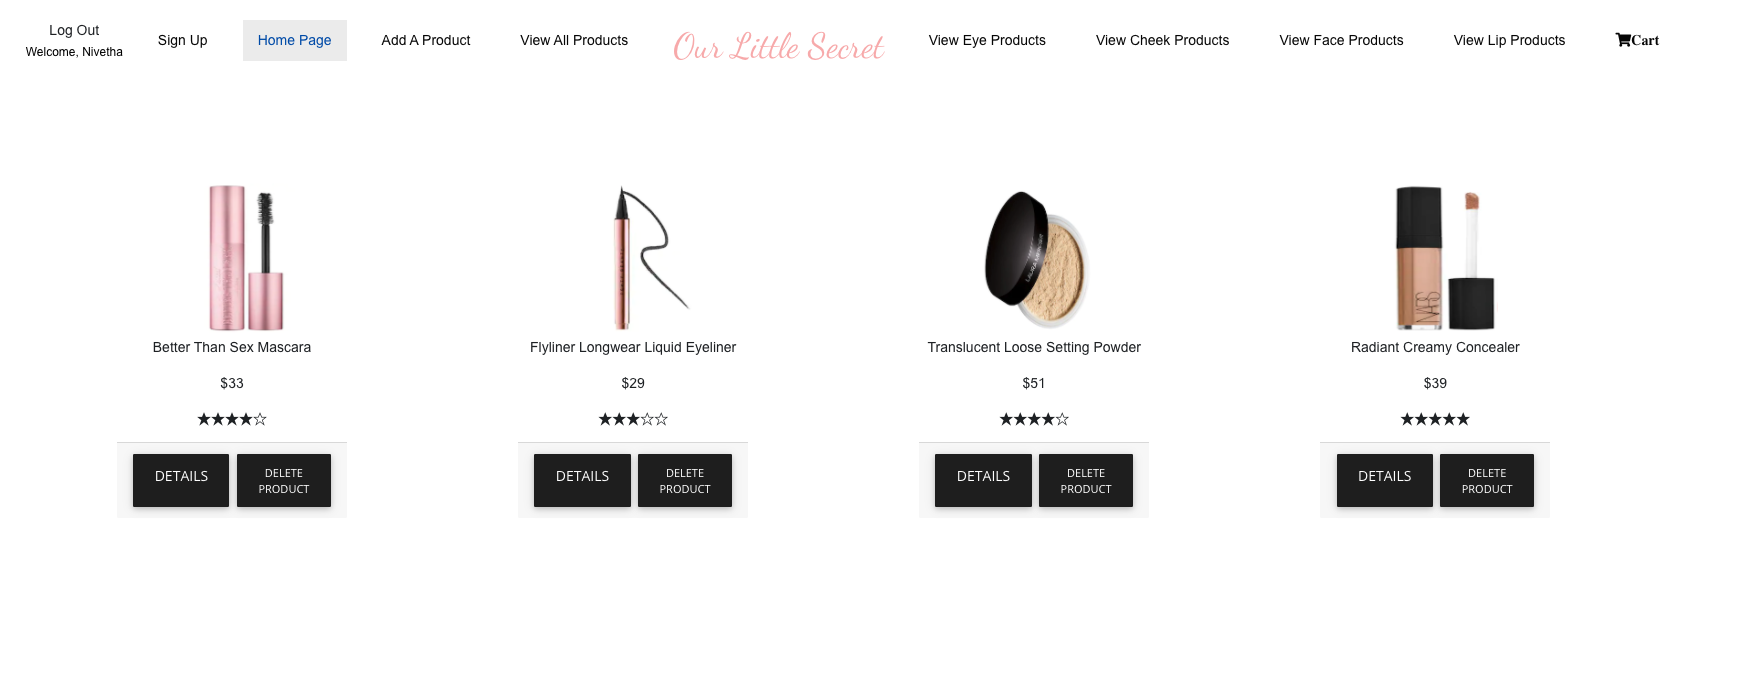 Log Out
Welcome, Nivetha
Sign Up
Home Page
Add A Product
View All Products
Our Little Secret
View Eye Products
View Cheek Products
View Face Products
View Lip Products
Cart
NARS
Better Than Sex Mascara
$33
★★★★☆
DETAILS
DELETE
PRODUCT
Flyliner Longwear Liquid Eyeliner
$29
★★★☆☆
DETAILS
DELETE
PRODUCT
Translucent Loose Setting Powder
$51
★★★★☆
DETAILS
DELETE
PRODUCT
Radiant Creamy Concealer
$39
★★★★★
DETAILS
DELETE
PRODUCT